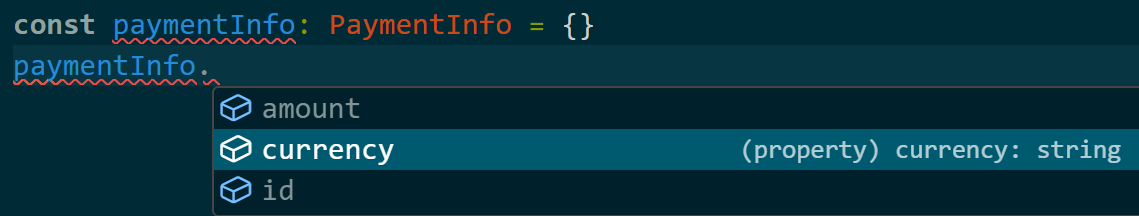 const paymentInfo: PaymentInfo = {}
paymentInfo.
amount
currency (property) currency: string
id